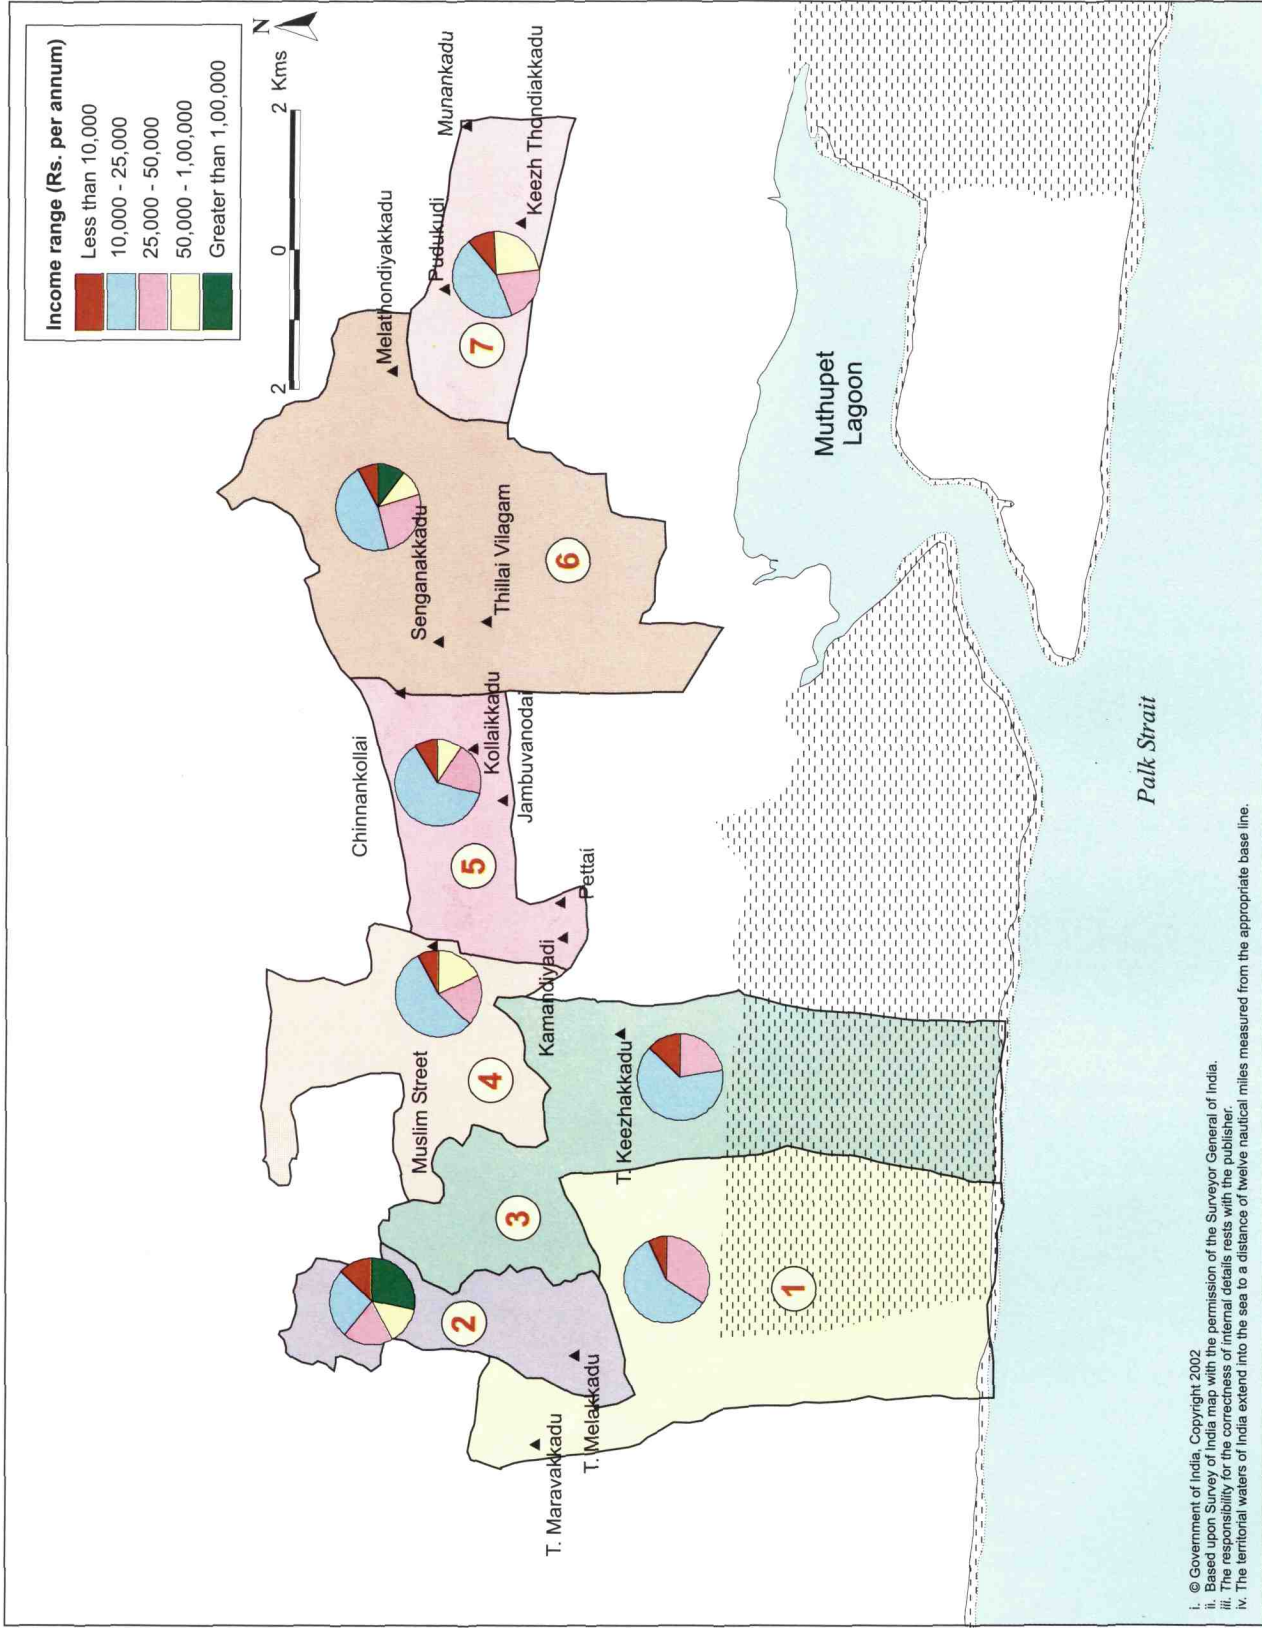 Income range (Rs. per annum)
Less than 10,000
10,000 - 25,000
25,000 - 50,000
50,000 - 1,00,000
Greater than 1,00,000
N
2
0
2 Kms
Munankadu
Keezh Thondiakkadu
Pudukudi
Melathondiyakkadu
7
Senganakkadu
Thillai Vilagam
6
Chinnankollai
Kollaikkadu
Jambuvanodai
5
Pettai
Kamandiyadi
Muslim Street
4
T. Keezhakkadu
3
2
T. Melakkadu
T. Maravakkadu
1
Muthupet
Lagoon
Palk Strait
i. © Government of India, Copyright 2002
ii. Based upon Survey of India map with the permission of the Surveyor General of India.
iii. The responsibility for the correctness of internal details rests with the publisher.
iv. The territorial waters of India extend into the sea to a distance of twelve nautical miles measured from the appropriate base line.